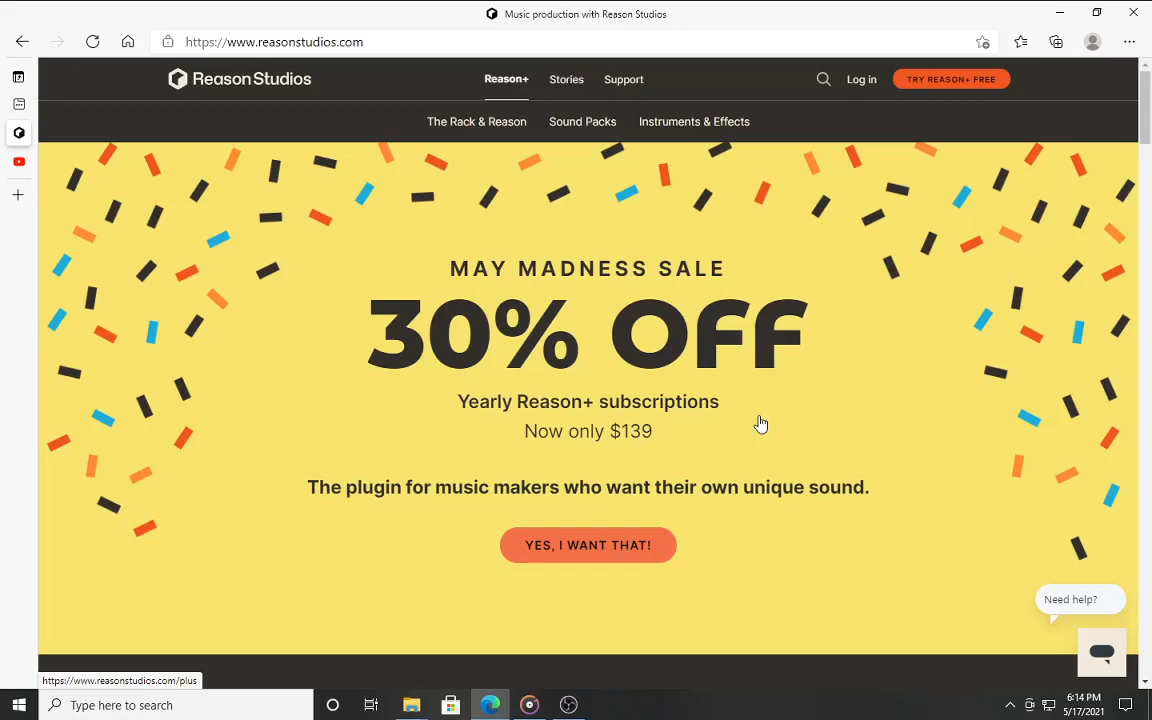 Music production with Reason Studios
https://www.reasonstudios.com
Reason Studios
Reason+
Stories
Support
Log in
TRY REASON+ FREE
The Rack & Reason
Sound Packs
Instruments & Effects
MAY MADNESS SALE
30% OFF
Yearly Reason+ subscriptions
Now only $139
The plugin for music makers who want their own unique sound.
YES, I WANT THAT!
Need help?
https://www.reasonstudios.com/plus
Type here to search
6:14 PM
5/17/2021